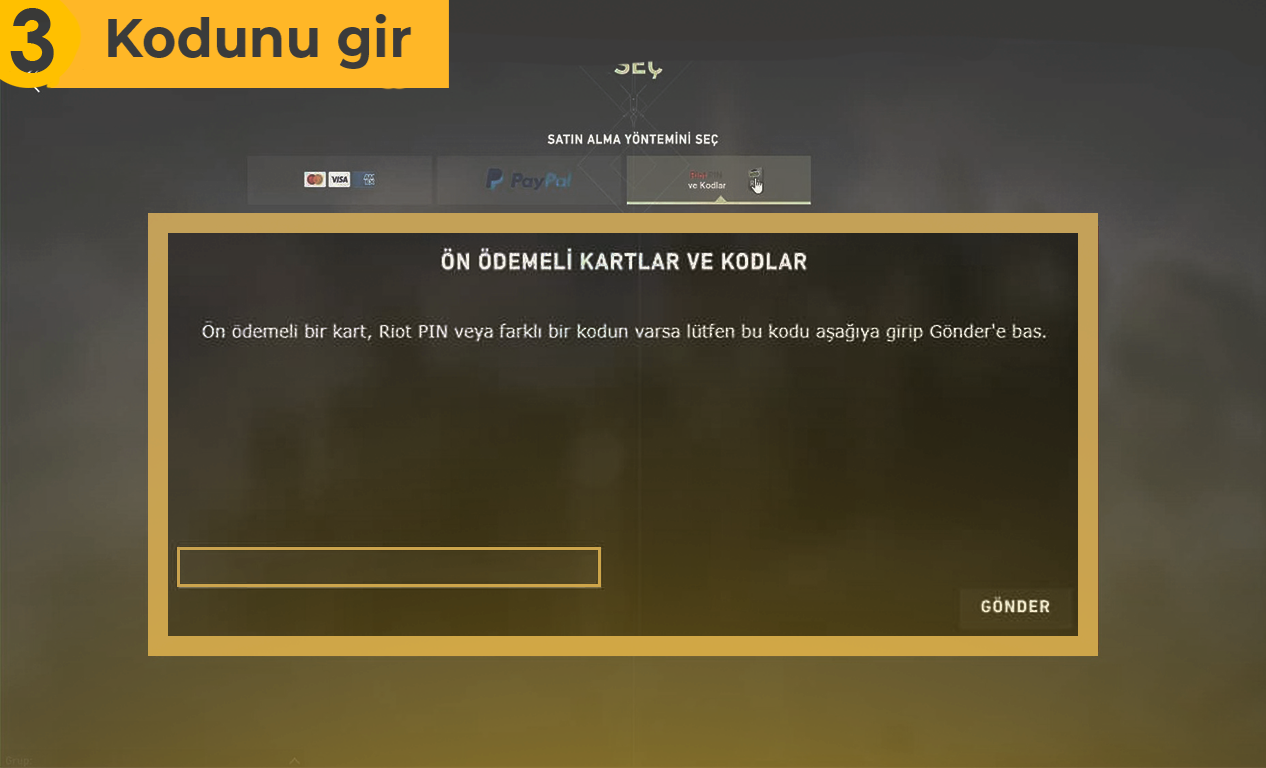 3 Kodunu gir
SEÇ
SATIN ALMA YÖNTEMİNİ SEÇ
VISA PayPal Riot PIN
ve Kodlar
ÖN ÖDEMELİ KARTLAR VE KODLAR
Ön ödemeli bir kart, Riot PIN veya farklı bir kodun varsa lütfen bu kodu aşağıya girip Gönder'e bas.
GÖNDER
Grup